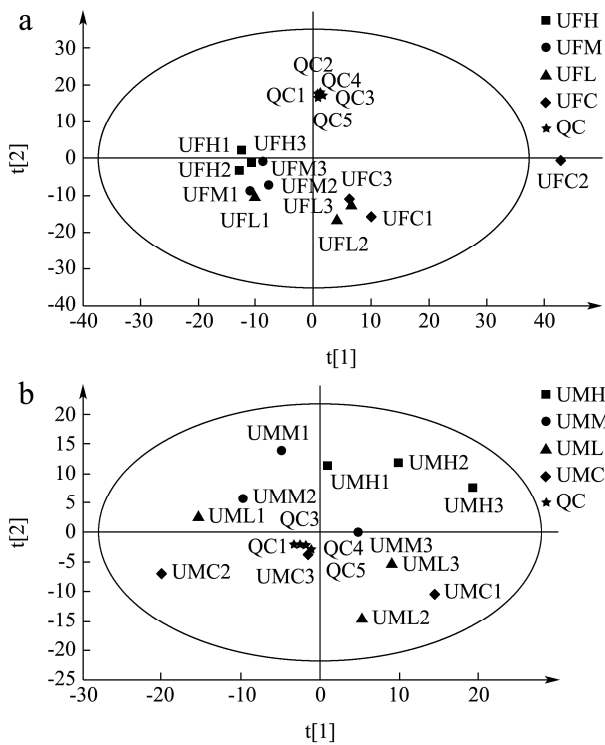 a
UFH
UFM
UFL
UFC
QC
30
20
10
0
-10
-20
-30
-40
t[2]
QC2
QC4
QC1
QC3
QC5
UFH1
UFH3
UFH2
UFM3
UFM1
UFM2
UFC3
UFL1
UFL3
UFC1
UFL2
UFC2
-40 -30 -20 -10 0 10 20 30 40
t[1]
b
UMH
UMM
UML
UMC
QC
20
15
10
5
0
-5
-10
-15
-20
-25
t[2]
UMM1
UMH1
UMH2
UMH3
UMM2
UML1
QC3
QC1
QC4
UMM3
UMC2
UMC3
QC5
UML3
UMC1
UML2
-30 -20 -10 0 10 20
t[1]